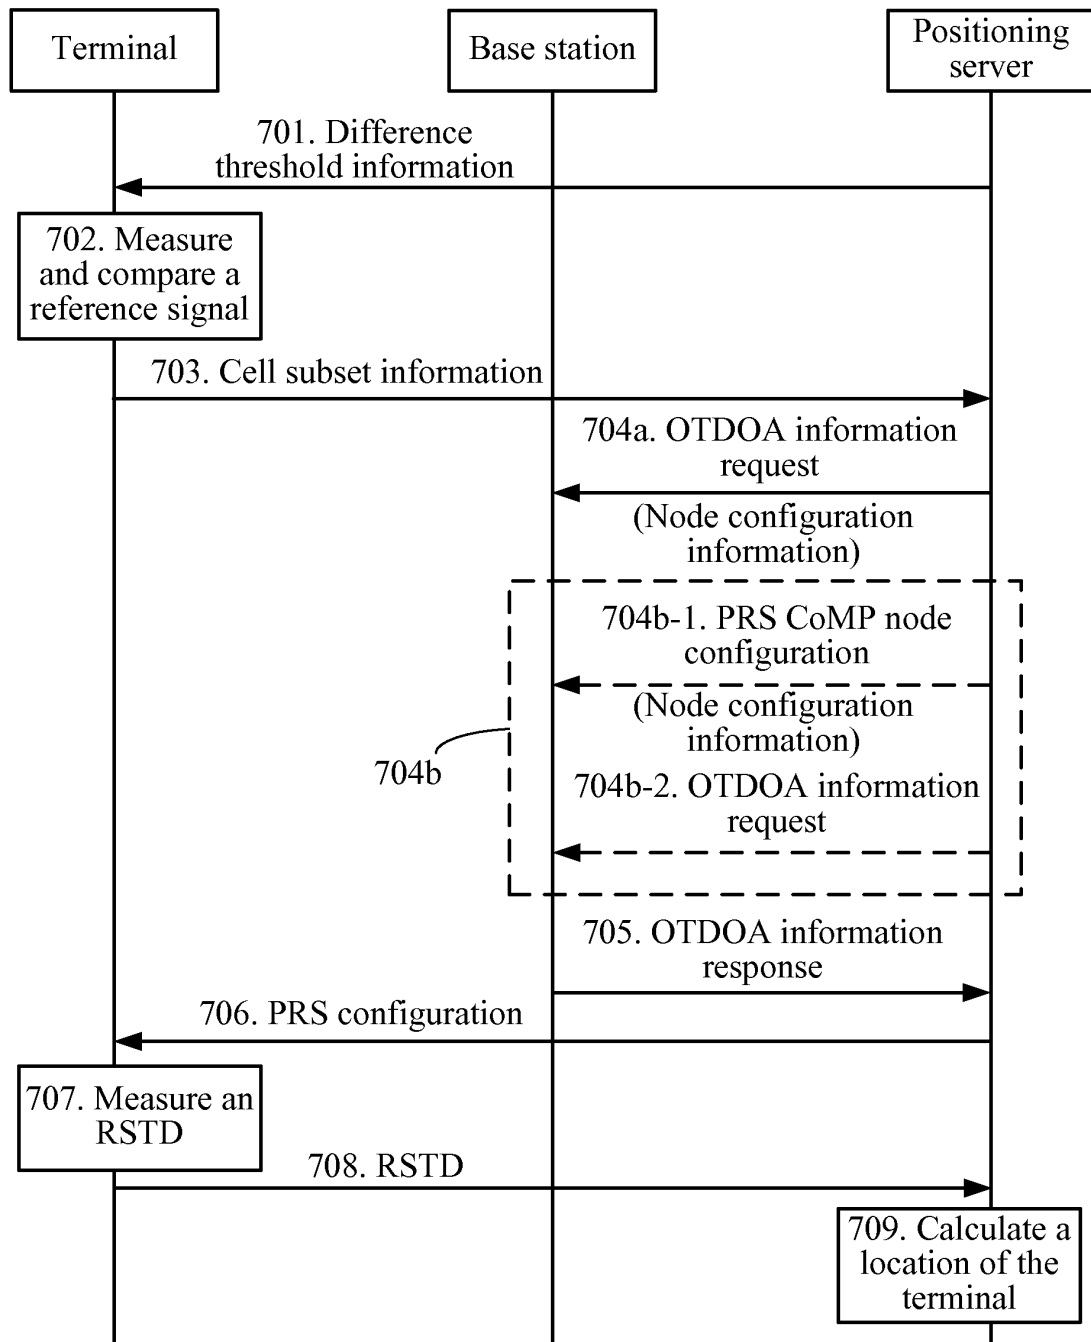 Terminal
Base station
Positioning
server
701. Difference
threshold information
702. Measure
and compare a
reference signal
703. Cell subset information
704a. OTDOA information
request
(Node configuration
information)
704b-1. PRS CoMP node
configuration
(Node configuration
information)
704b
704b-2. OTDOA information
request
705. OTDOA information
response
706. PRS configuration
707. Measure an
RSTD
708. RSTD
709. Calculate a
location of the
terminal